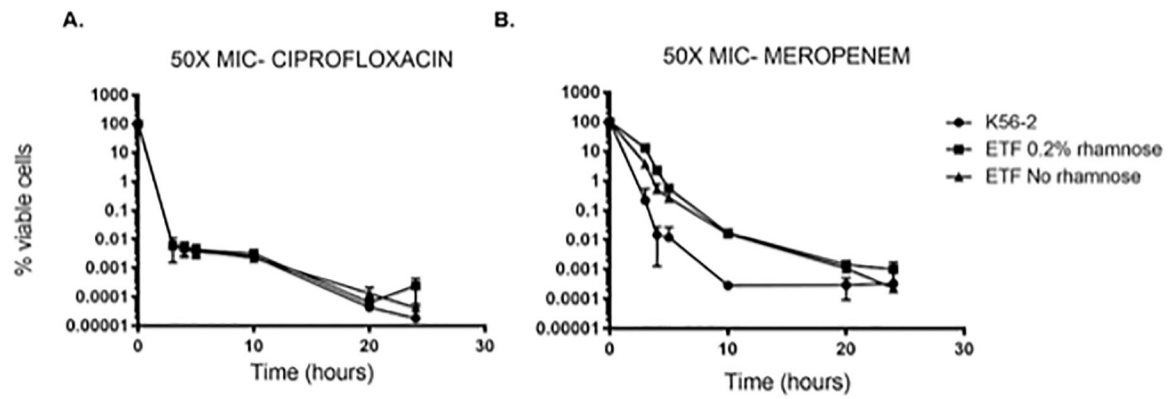 A.
B.
50X MIC- CIPROFLOXACIN
50X MIC- MEROPENEM
% viable cells
1000
100
10
1
0.1
0.01
0.001
0.0001
0.00001
0
10
20
30
Time (hours)
1000
100
10
1
0.1
0.01
0.001
0.0001
0.00001
0
10
20
30
Time (hours)
K56-2
ETF 0.2% rhamnose
ETF No rhamnose